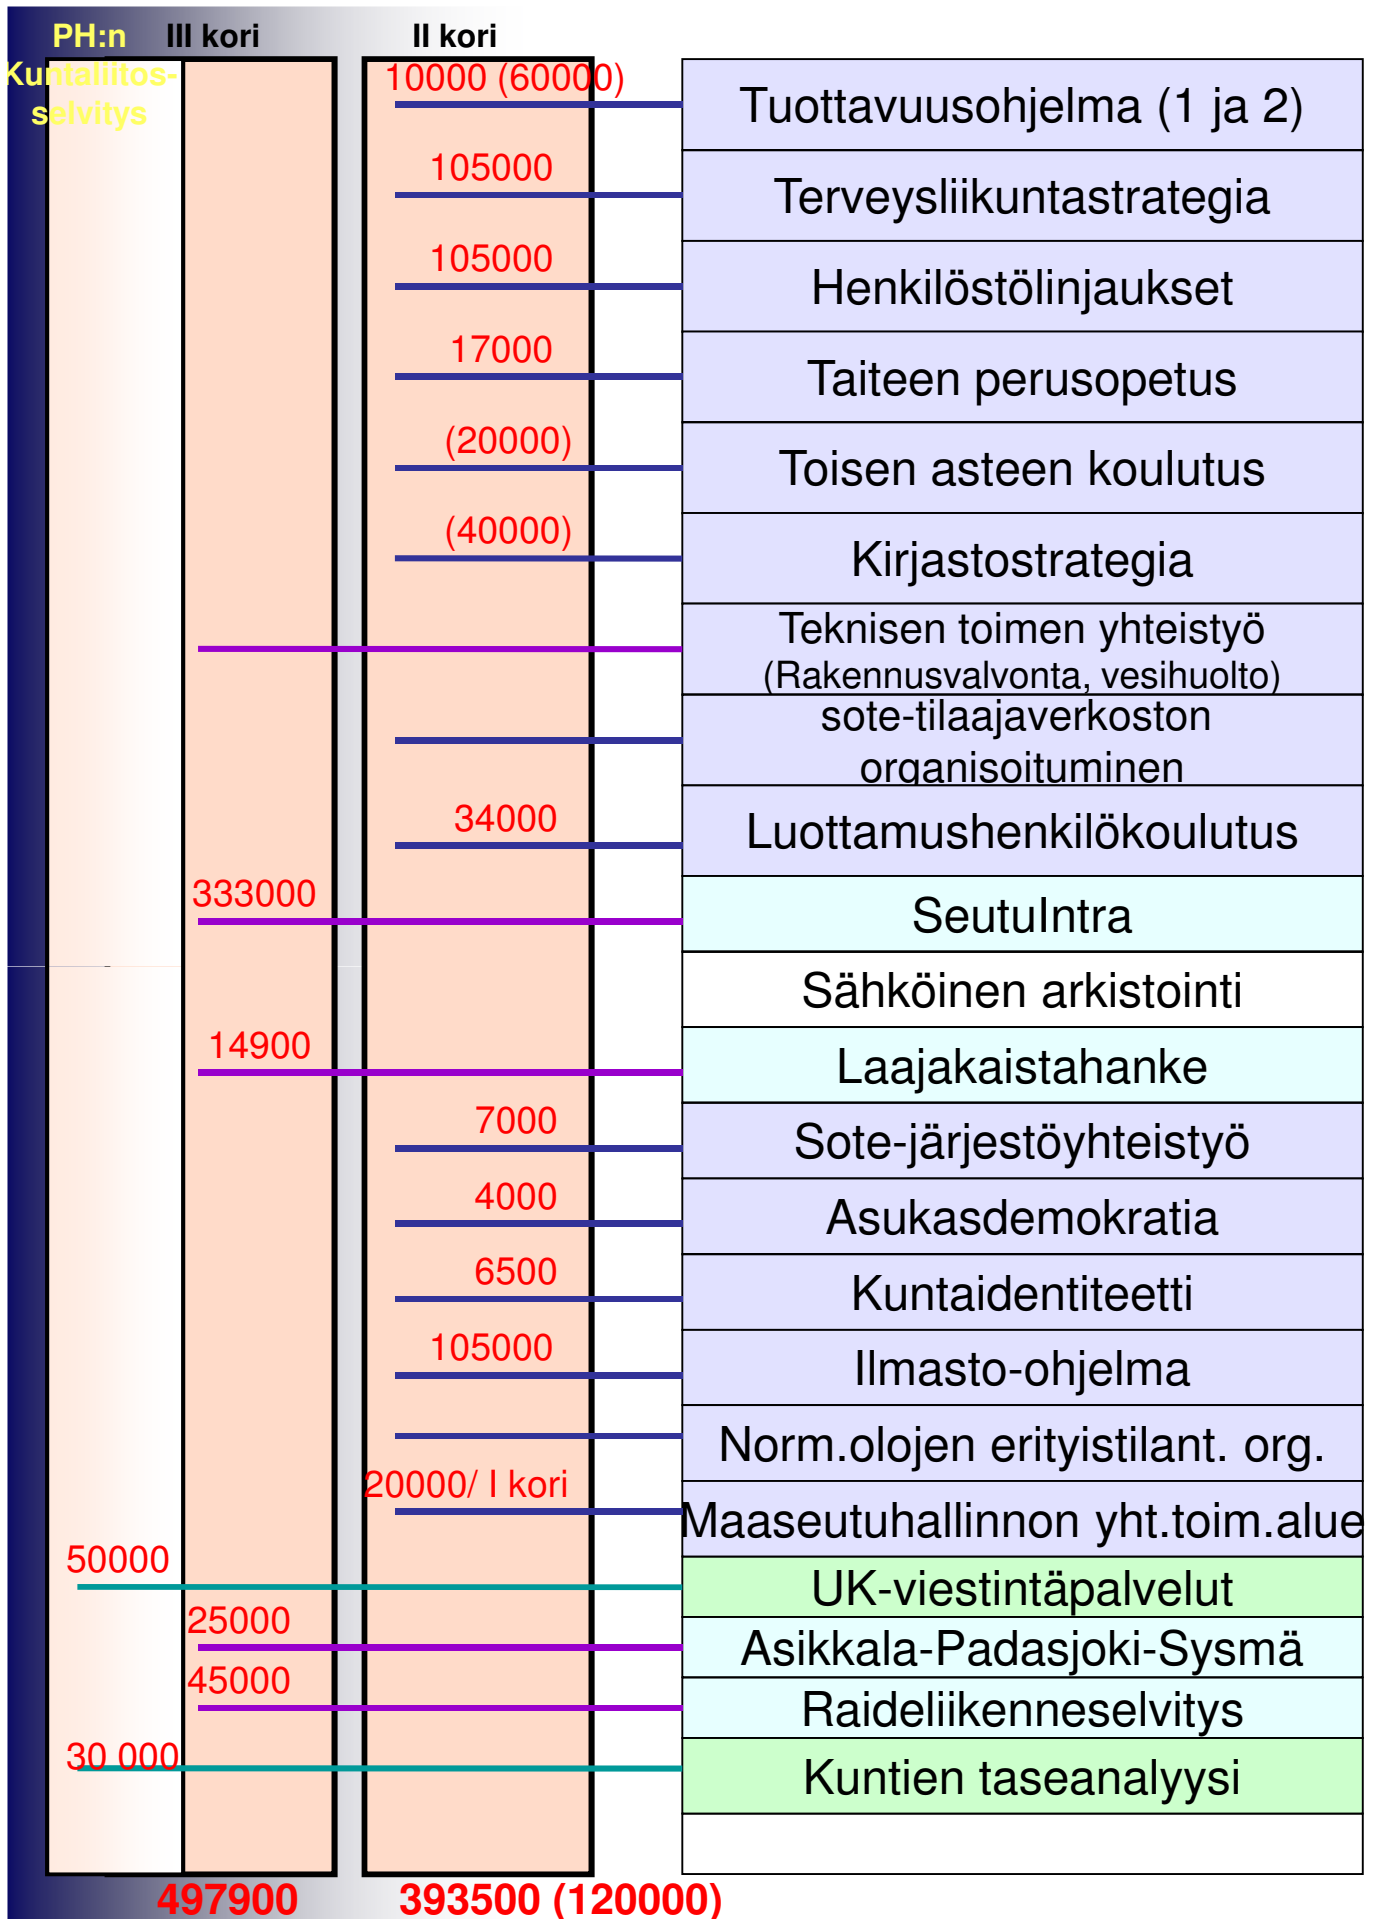 PH:n III kori II kori
Kuntaliitos-
selvitys
10000 (60000)
Tuottavuusohjelma (1 ja 2)
105000
Terveysliikuntastrategia
105000
Henkilöstölinjaukset
17000
Taiteen perusopetus
(20000)
Toisen asteen koulutus
(40000)
Kirjastostrategia
Teknisen toimen yhteistyö
(Rakennusvalvonta, vesihuolto)
sote-tilaajaverkoston
organisoituminen
34000
Luottamushenkilökoulutus
333000
SeutuIntra
Sähköinen arkistointi
14900
Laajakaistahanke
7000
Sote-järjestöyhteistyö
4000
Asukasdemokratia
6500
Kuntaidentiteetti
105000
Ilmasto-ohjelma
Norm.olojen erityistilant. org.
20000/ I kori
Maaseutuhallinnon yht.toim.alue
50000
UK-viestintäpalvelut
25000
Asikkala-Padasjoki-Sysmä
45000
Raideliikenneselvitys
30 000
Kuntien taseanalyysi
497900 393500 (120000)